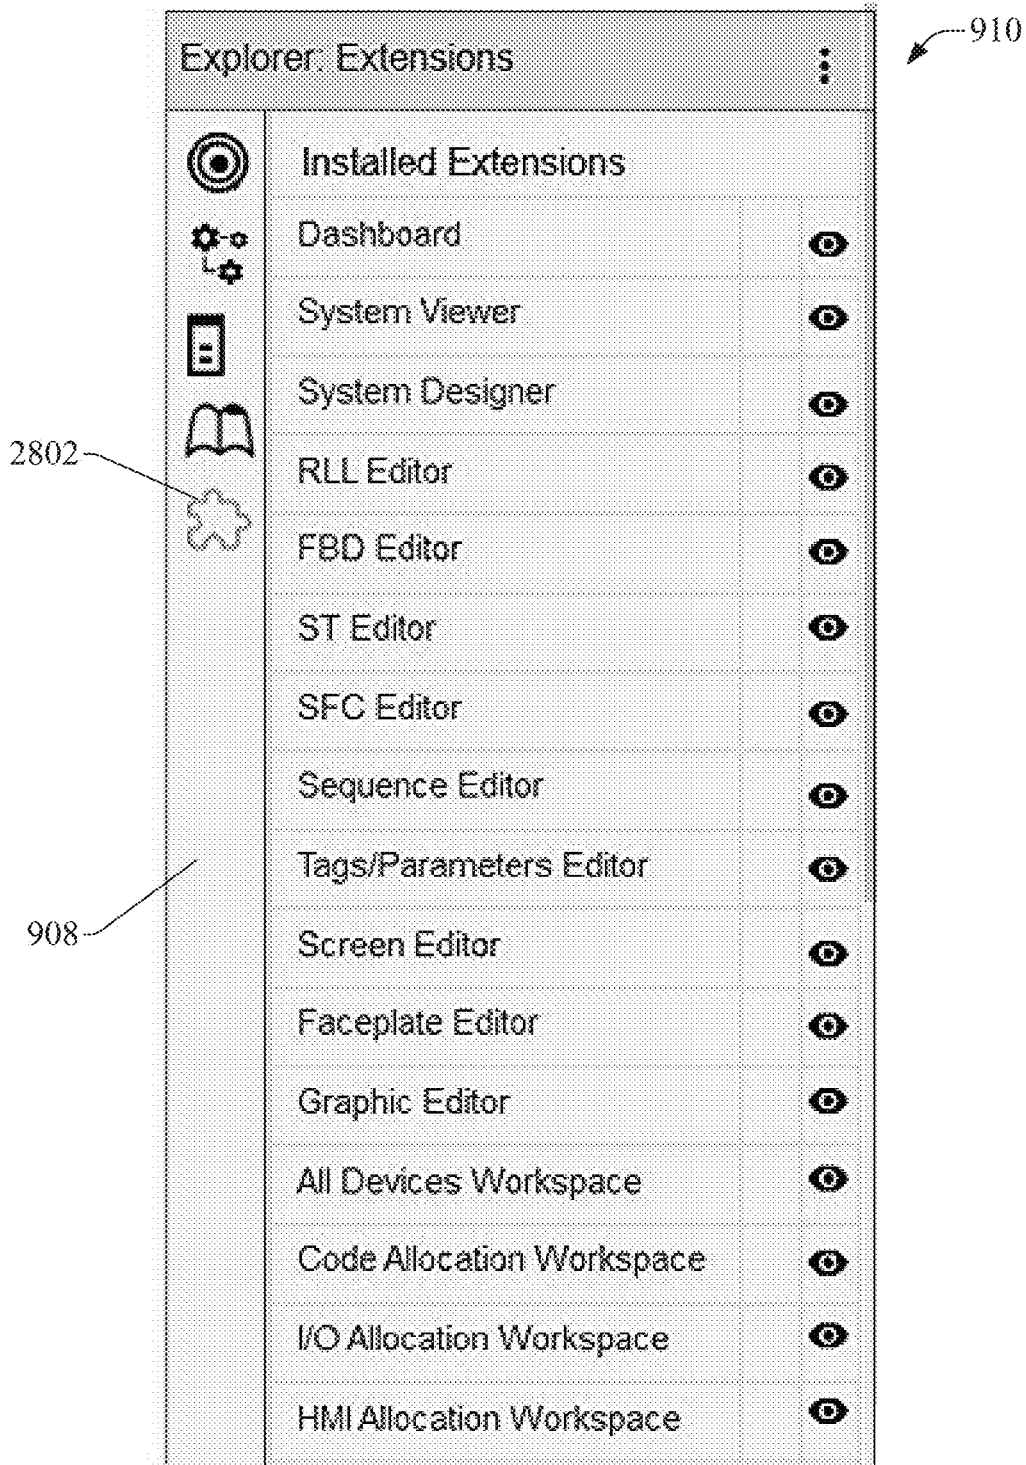 910
Explorer: Extensions
Installed Extensions
Dashboard
System Viewer
System Designer
2802
RLL Editor
FBD Editor
ST Editor
SFC Editor
Sequence Editor
Tags/Parameters Editor
908
Screen Editor
Faceplate Editor
Graphic Editor
All Devices Workspace
Code Allocation Workspace
I/O Allocation Workspace
HMI Allocation Workspace